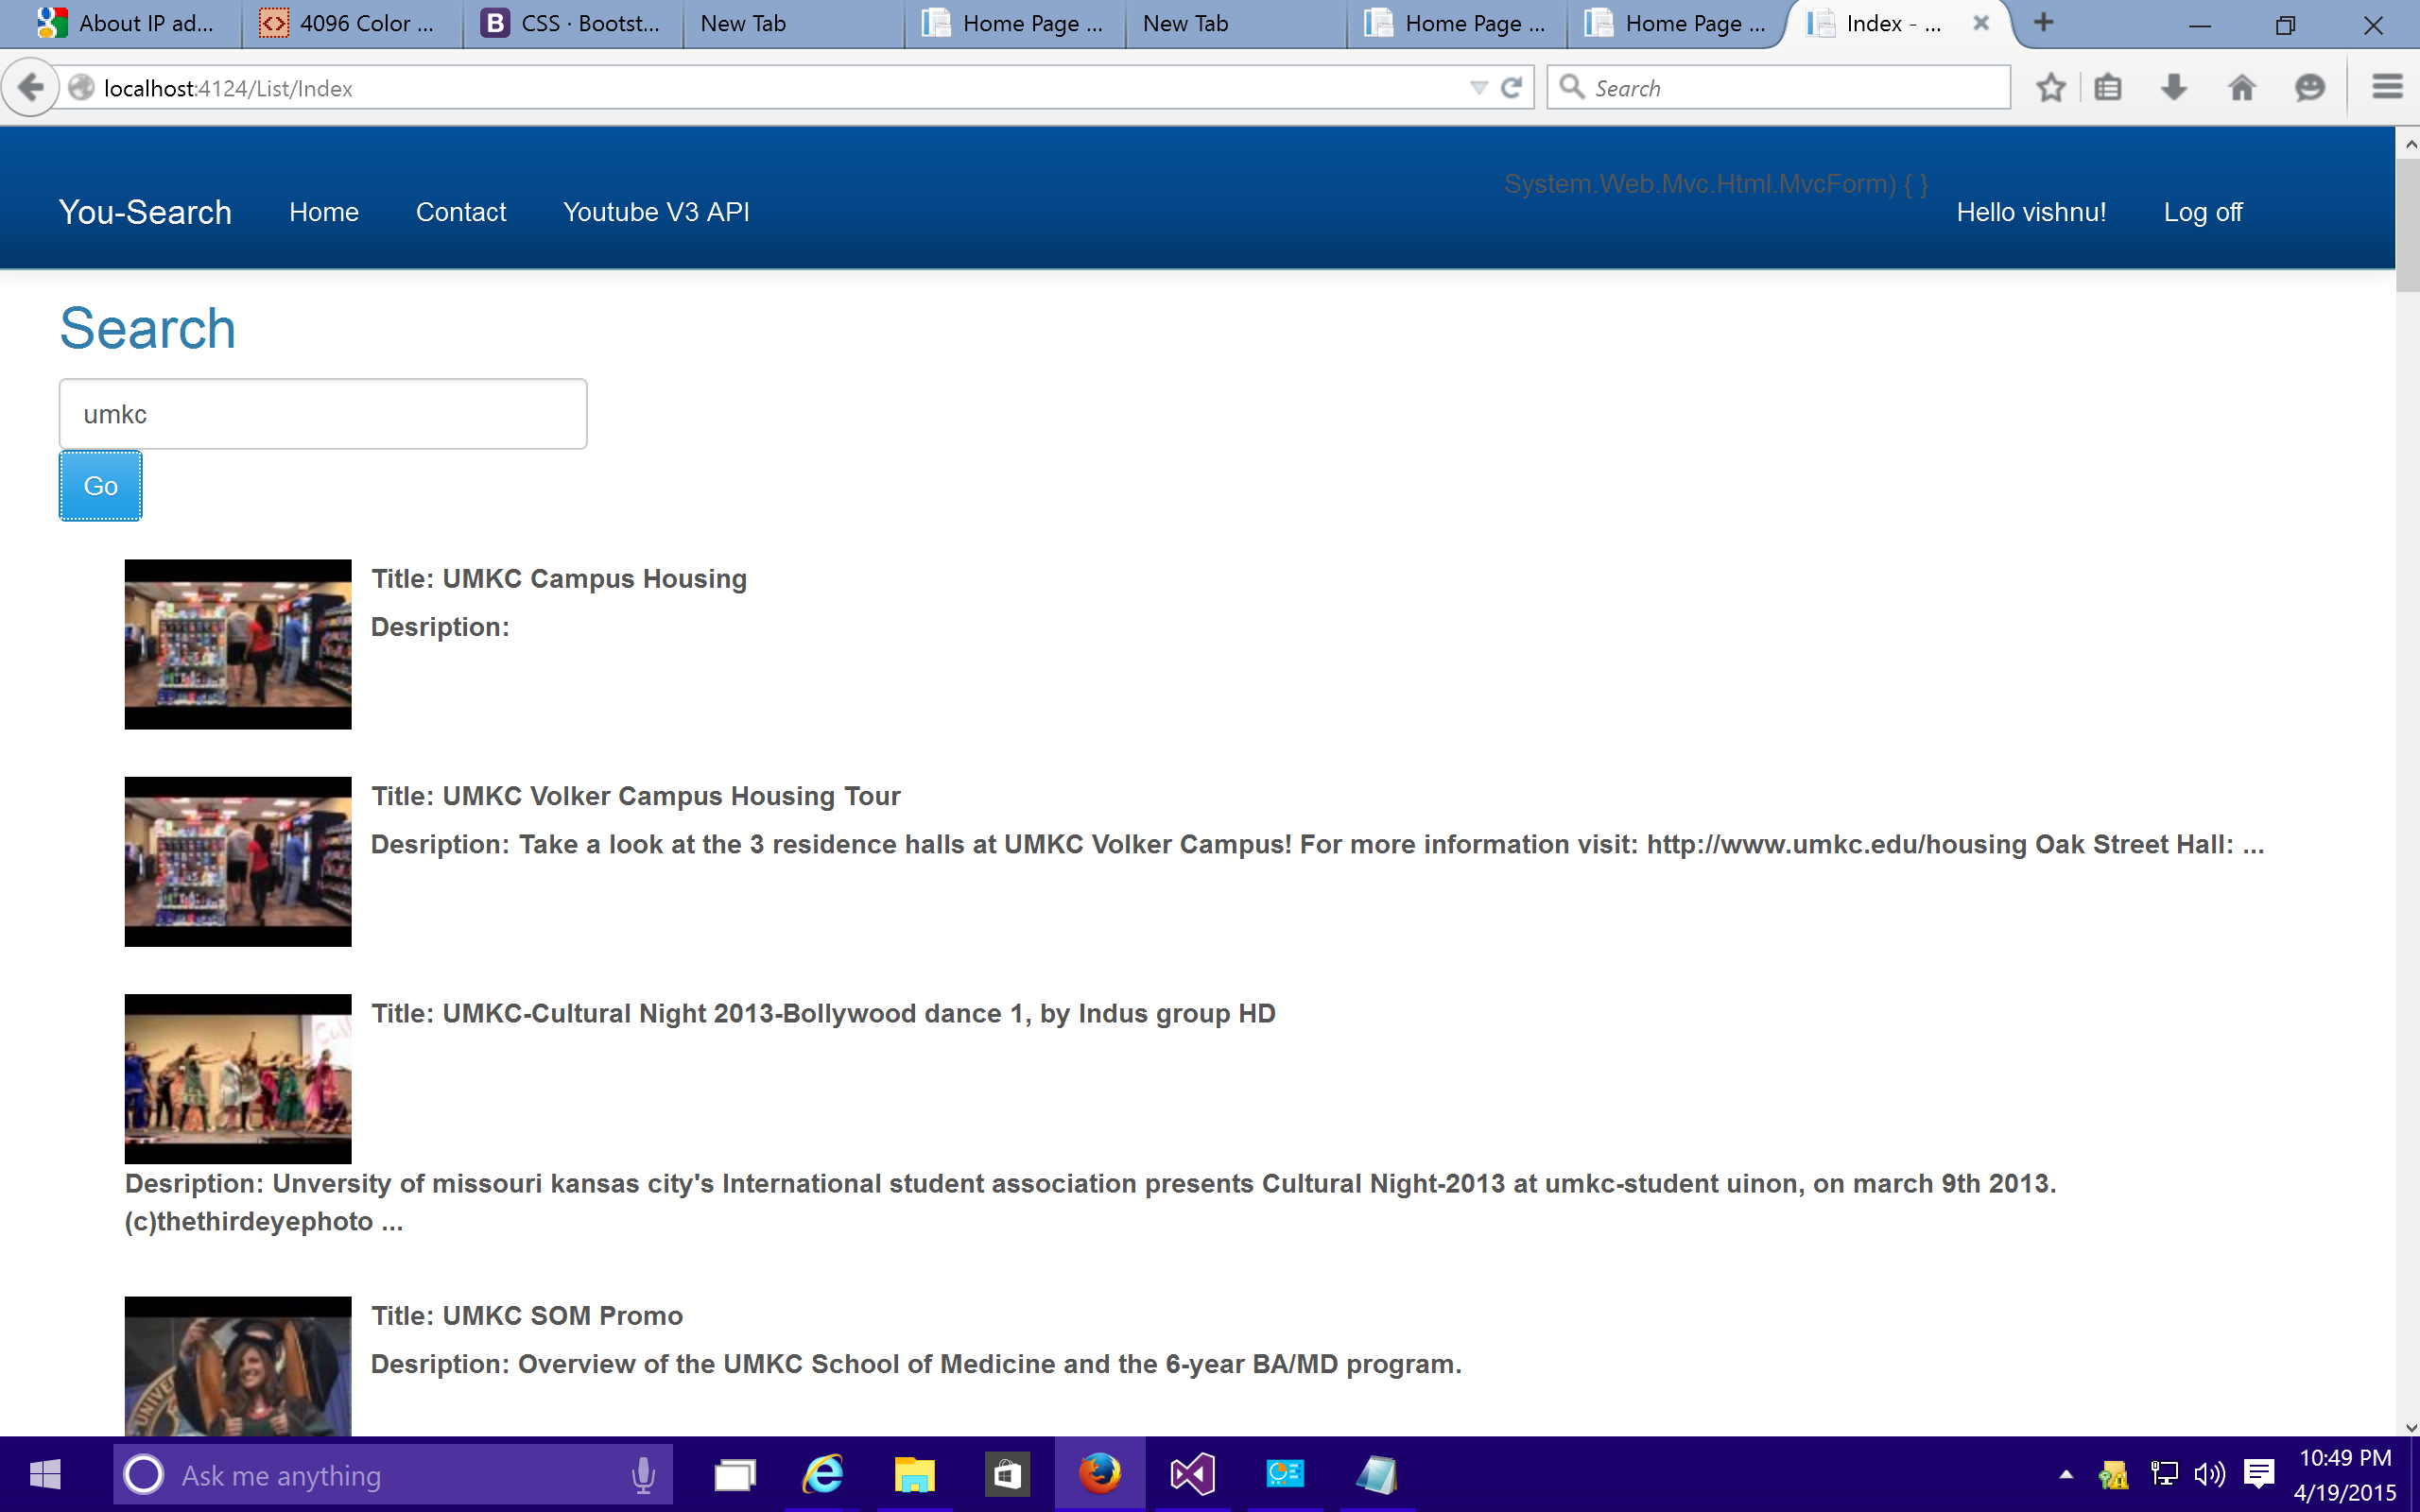 About IP ad... 4096 Color ... CSS · Bootst... New Tab Home Page ... New Tab Home Page ... Home Page ... Index - ...
localhost:4124/List/Index Search
System.Web.Mvc.Html.MvcForm) { }
You-Search Home Contact Youtube V3 API Hello vishnu! Log off
Search
umkc
Go
Title: UMKC Campus Housing
Desription:
Title: UMKC Volker Campus Housing Tour
Desription: Take a look at the 3 residence halls at UMKC Volker Campus! For more information visit: http://www.umkc.edu/housing Oak Street Hall: ...
Title: UMKC-Cultural Night 2013-Bollywood dance 1, by Indus group HD
Desription: Unversity of missouri kansas city's International student association presents Cultural Night-2013 at umkc-student uinon, on march 9th 2013.
(c)thethirdeyephoto ...
Title: UMKC SOM Promo
Desription: Overview of the UMKC School of Medicine and the 6-year BA/MD program.
Ask me anything
10:49 PM
4/19/2015